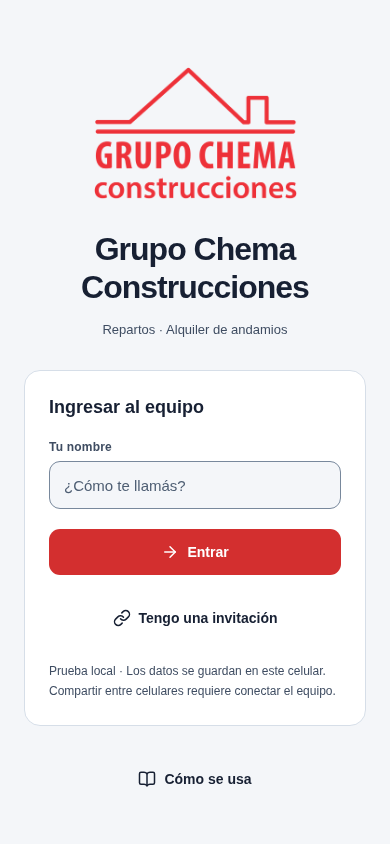 GRUPO CHEMA
construcciones
Grupo Chema
Construcciones
Repartos · Alquiler de andamios
Ingresar al equipo
Tu nombre
¿Cómo te llamás?
Entrar
Tengo una invitación
Prueba local · Los datos se guardan en este celular.
Compartir entre celulares requiere conectar el equipo.
Cómo se usa